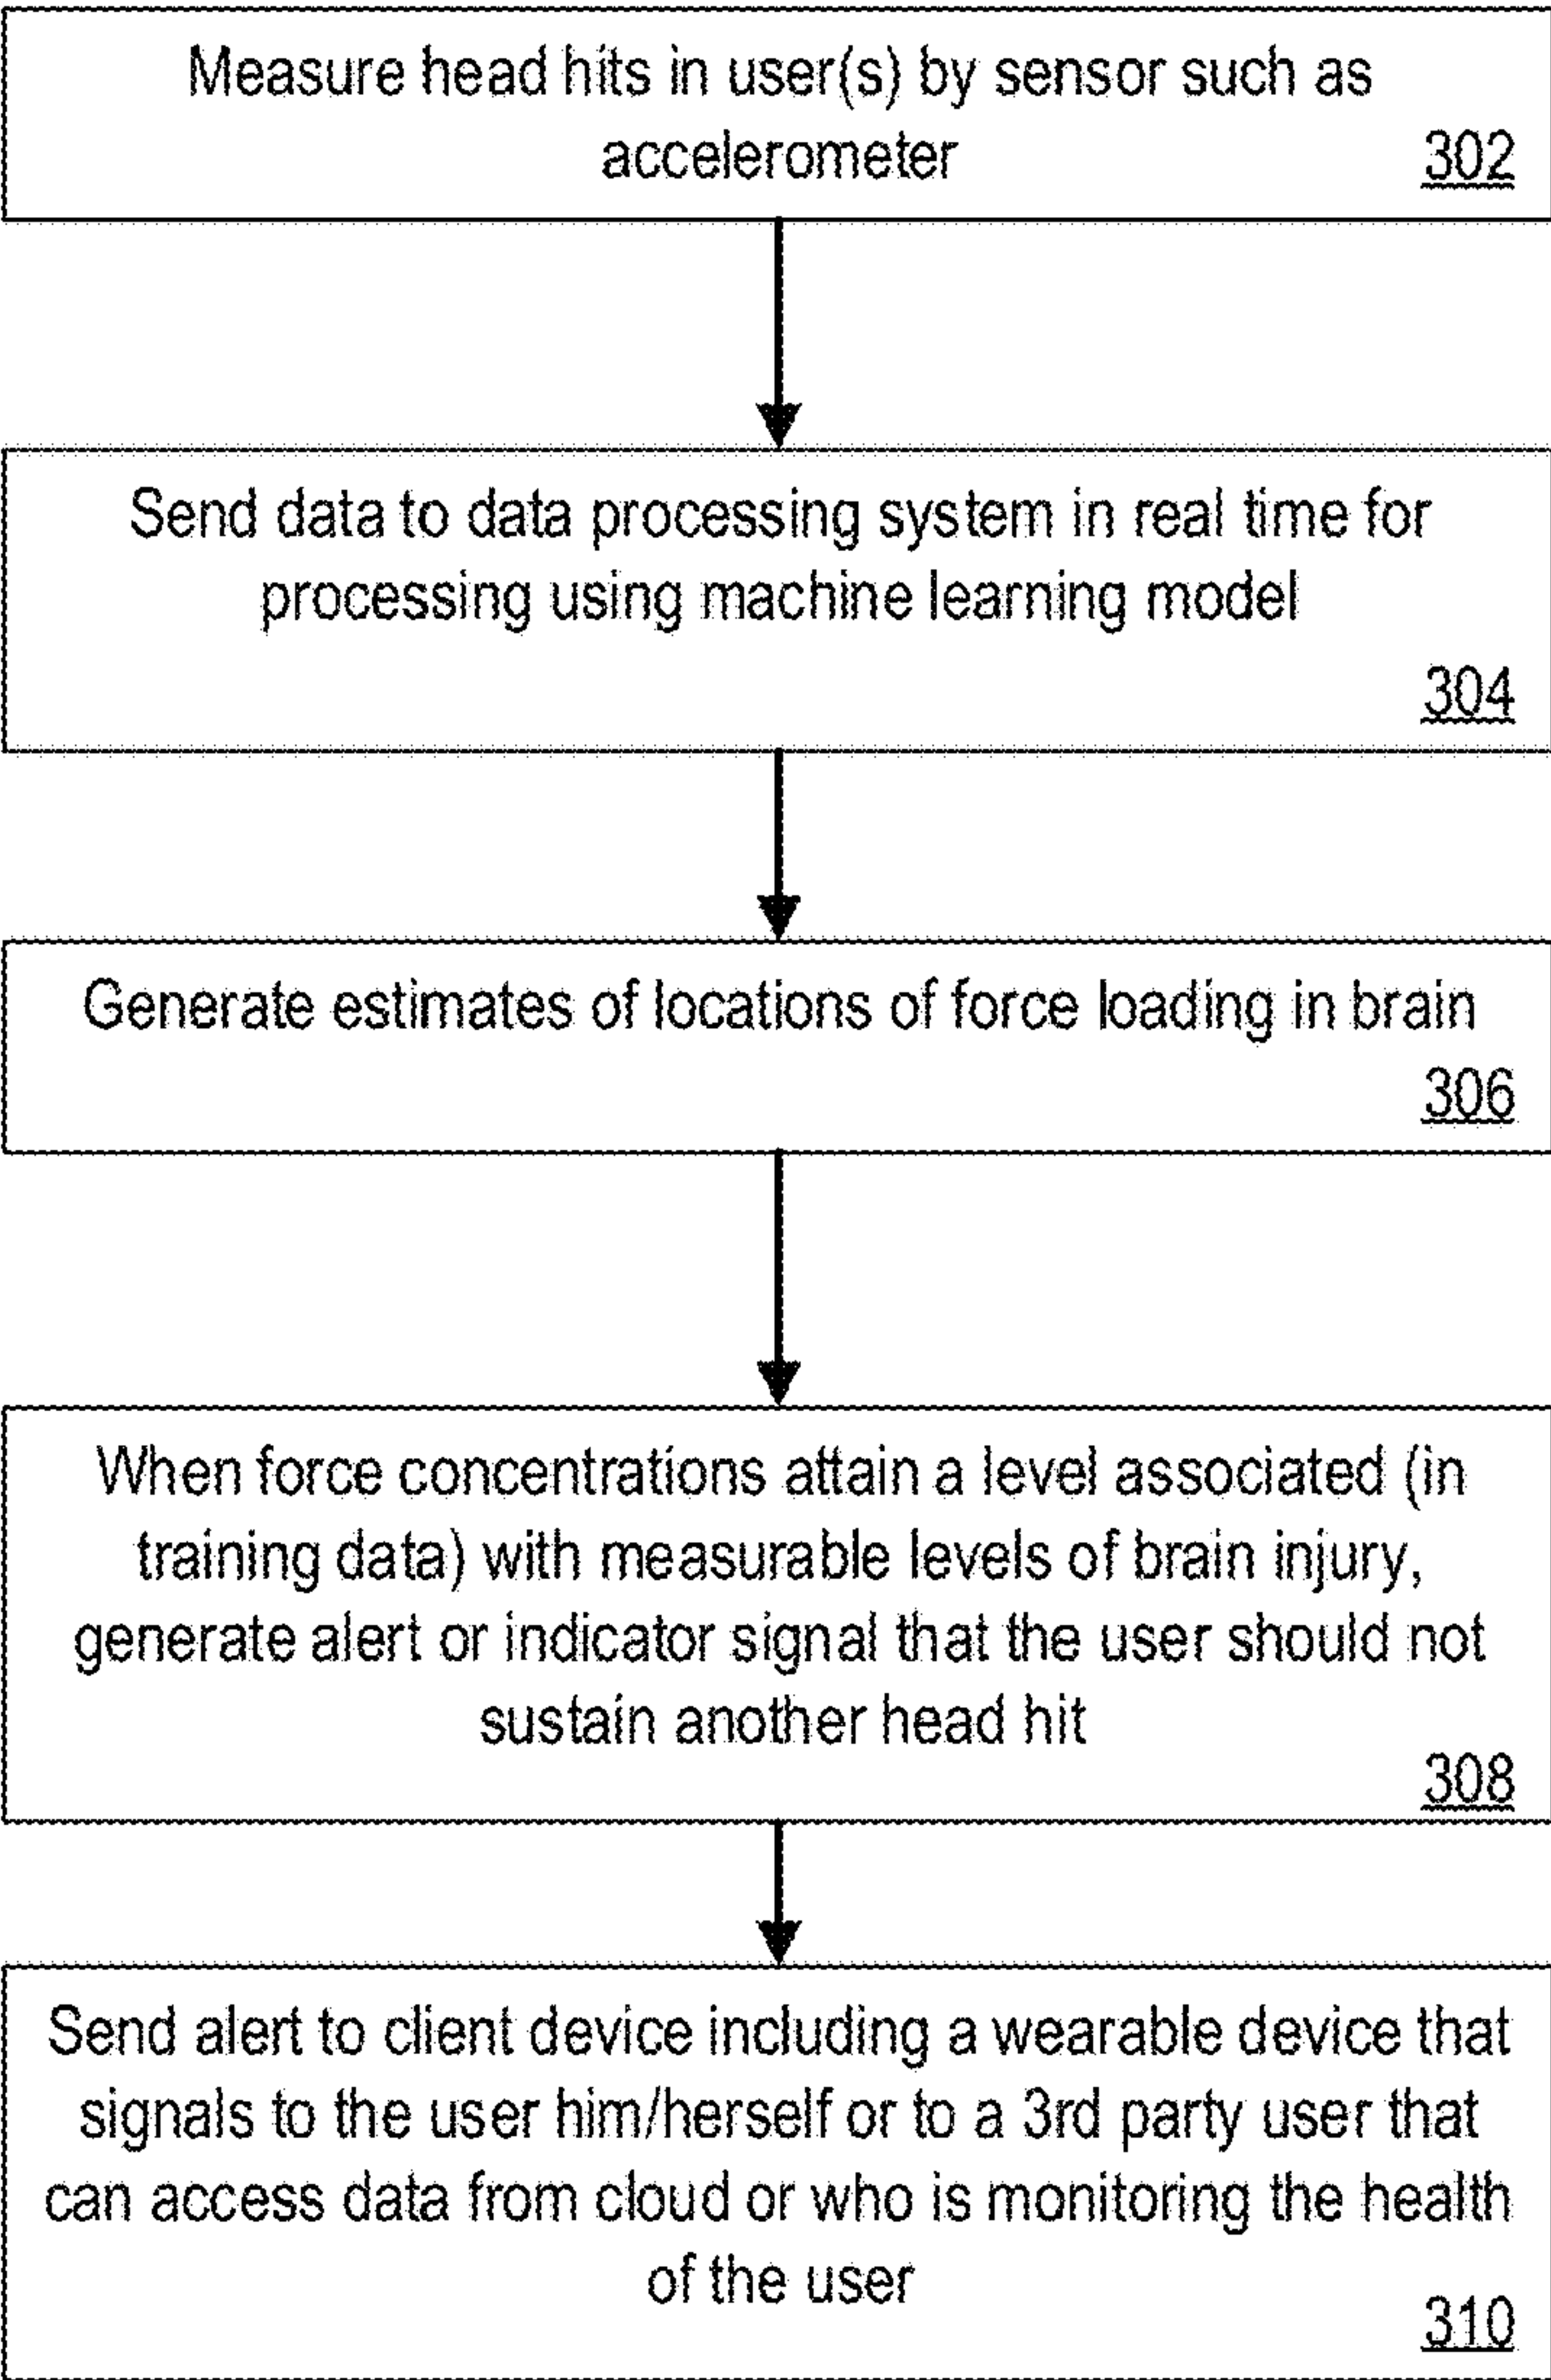 Measure head hits in user(s) by sensor such as
accelerometer
302
Send data to data processing system in real time for
processing using machine learning model
304
Generate estimates of locations of force loading in brain
306
When force concentrations attain a level associated (in
training data) with measurable levels of brain injury,
generate alert or indicator signal that the user should not
sustain another head hit
308
Send alert to client device including a wearable device that
signals to the user him/herself or to a 3rd party user that
can access data from cloud or who is monitoring the health
of the user
310